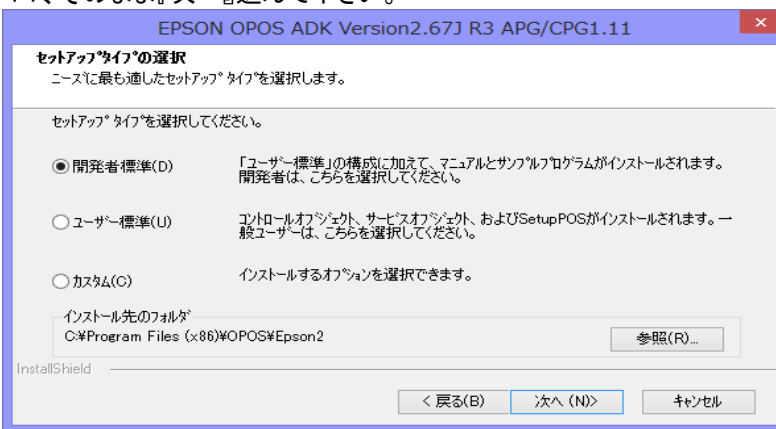 EPSON OPOS ADK Version2.67J R3 APG/CPG1.11
セットアップタイプの選択
ニーズに最も適したセットアップ タイプを選択します。
セットアップ タイプを選択してください。
開発者標準(D)
「ユーザー標準」の構成に加えて、マニュアルとサンプルプログラムがインストールされます。
開発者は、こちらを選択してください。
ユーザー標準(U)
コントロールオブジェクト、サービスオブジェクト、およびSetupPOSがインストールされます。一
般ユーザーは、こちらを選択してください。
カスタム(C)
インストールするオプションを選択できます。
インストール先のフォルダ
C:¥Program Files (x86)¥OPOS¥Epson2
参照(R)...
InstallShield
< 戻る(B)
次へ (N)>
キャンセル